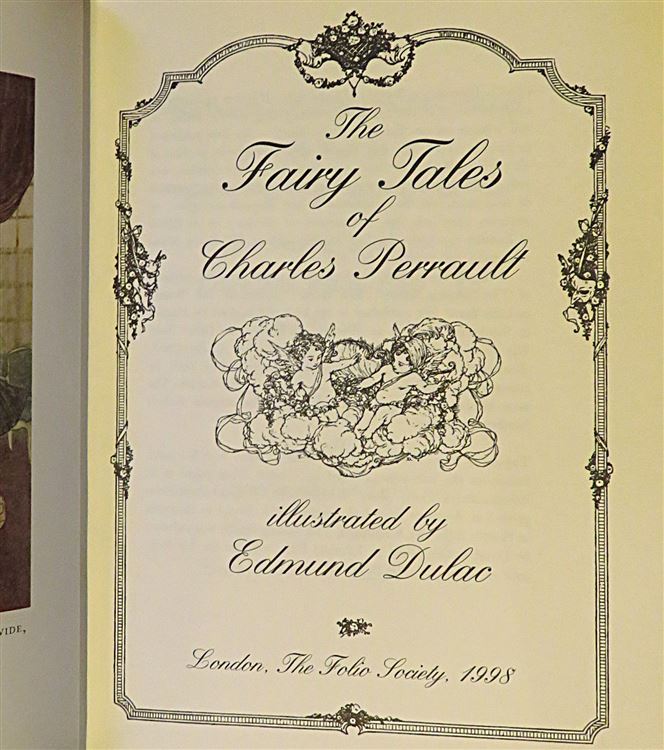 The
Fairy Tales
of
Charles Perrault
illustrated by
Edmund Dulac
London, The Folio Society, 1998